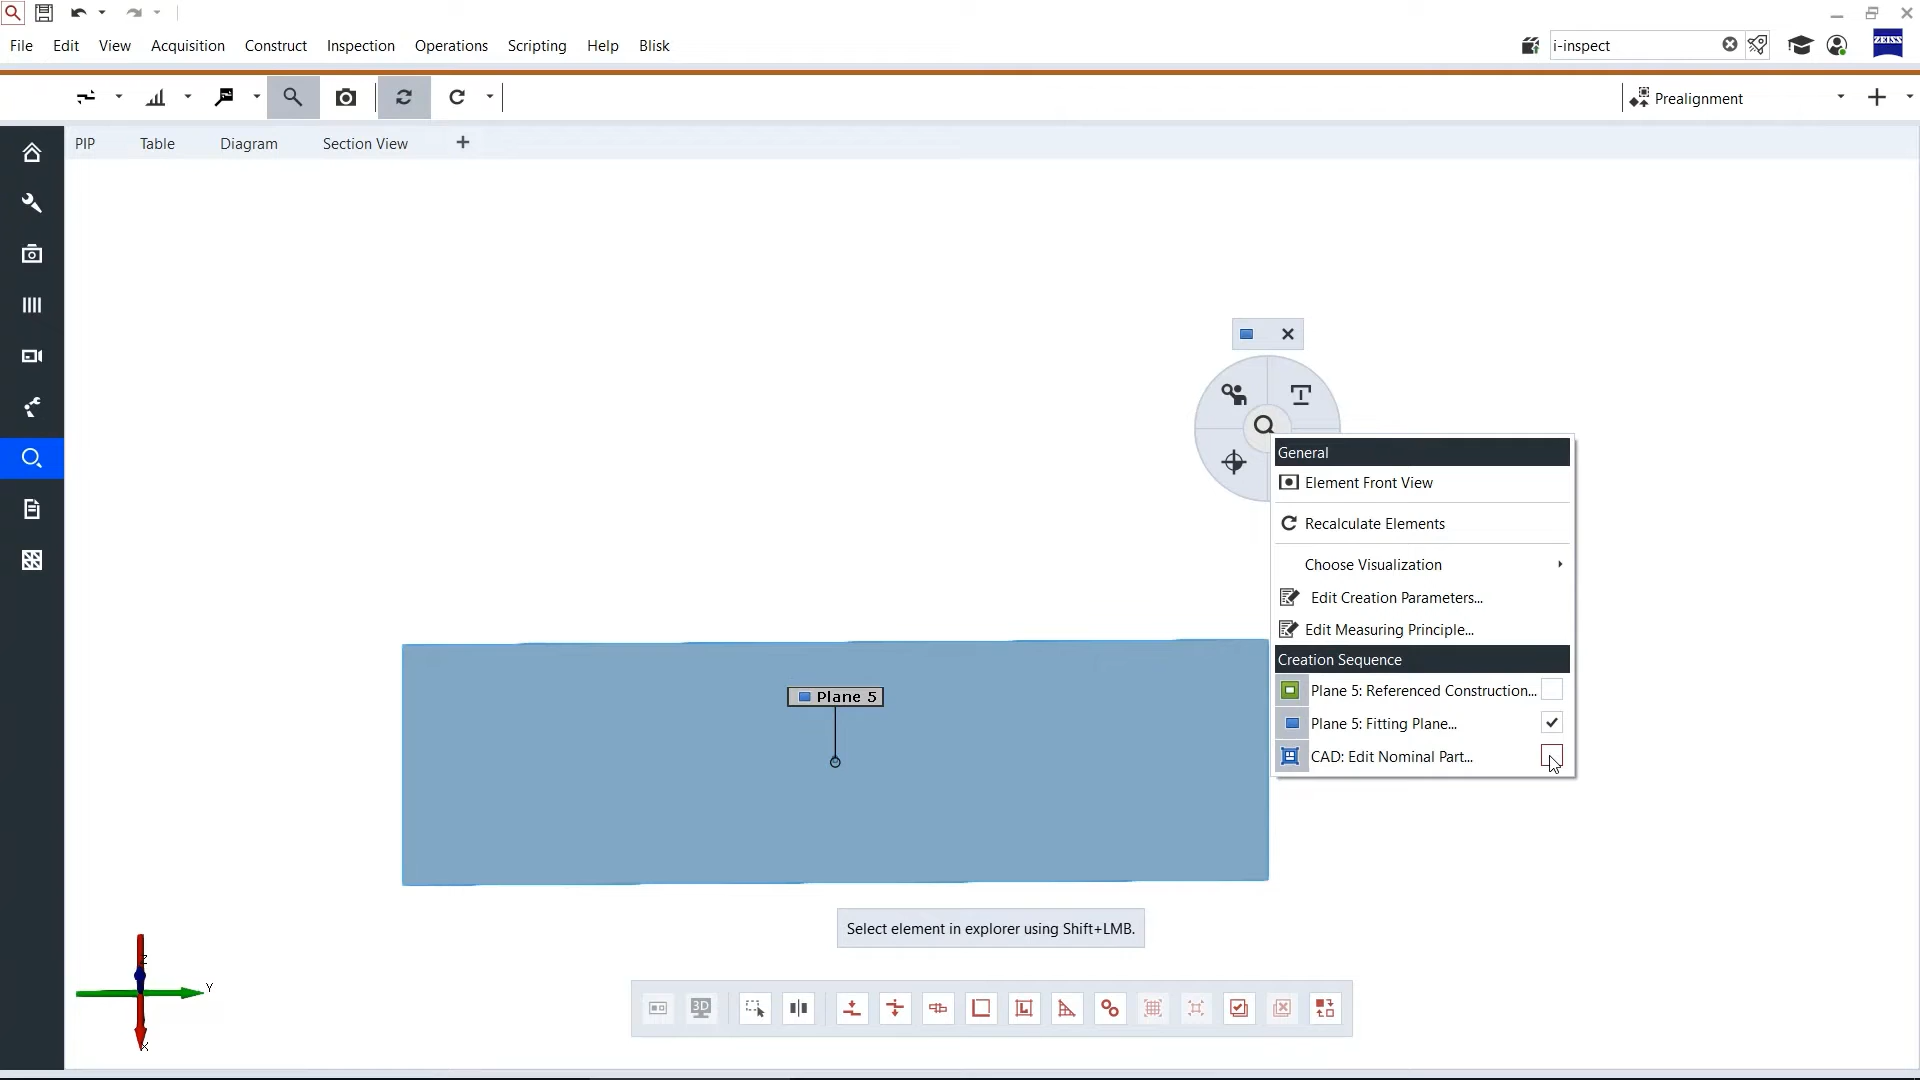 File Edit View Acquisition Construct Inspection Operations Scripting Help Blisk
i-inspect
ZEISS
Prealignment
PIP Table Diagram Section View
General
Element Front View
Recalculate Elements
Choose Visualization
Edit Creation Parameters...
Edit Measuring Principle...
Creation Sequence
Plane 5: Referenced Construction...
Plane 5: Fitting Plane...
CAD: Edit Nominal Part...
Plane 5
Select element in explorer using Shift+LMB.
Z
Y
X
3D